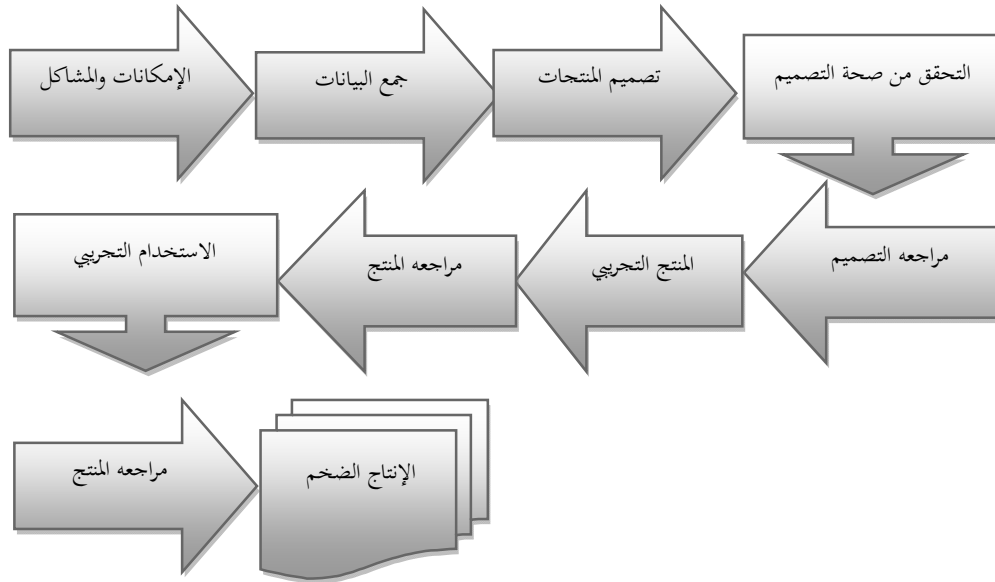 الإمكانات والمشاكل
جمع البيانات
تصميم المنتجات
التحقق من صحة التصميم
مراجعه التصميم
المنتج التجريبي
مراجعه المنتج
الاستخدام التجريبي
مراجعه المنتج
الإنتاج الضخم